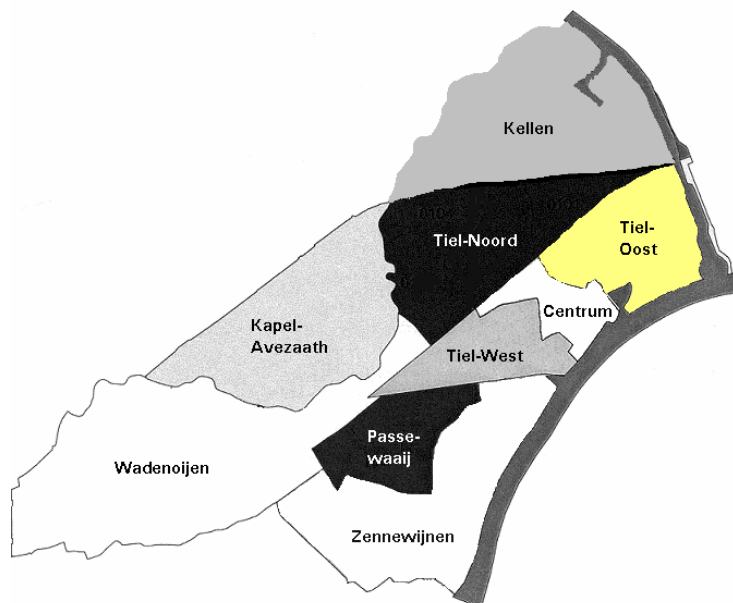 Kellen
Tiel-Noord
Tiel-
Oost
Centrum
Kapel-
Avezaath
Tiel-West
Passe-
waaij
Wadenoijen
Zennewijnen